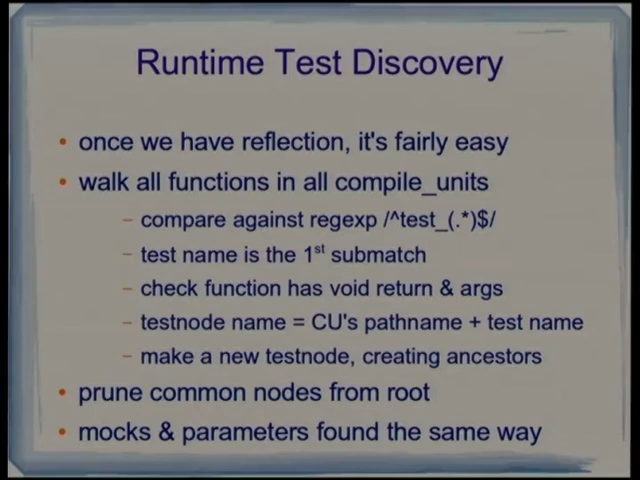 Runtime Test Discovery
• once we have reflection, it's fairly easy
• walk all functions in all compile_units
– compare against regexp /^test_(.*)$/
– test name is the 1st submatch
– check function has void return & args
– testnode name = CU's pathname + test name
– make a new testnode, creating ancestors
• prune common nodes from root
• mocks & parameters found the same way